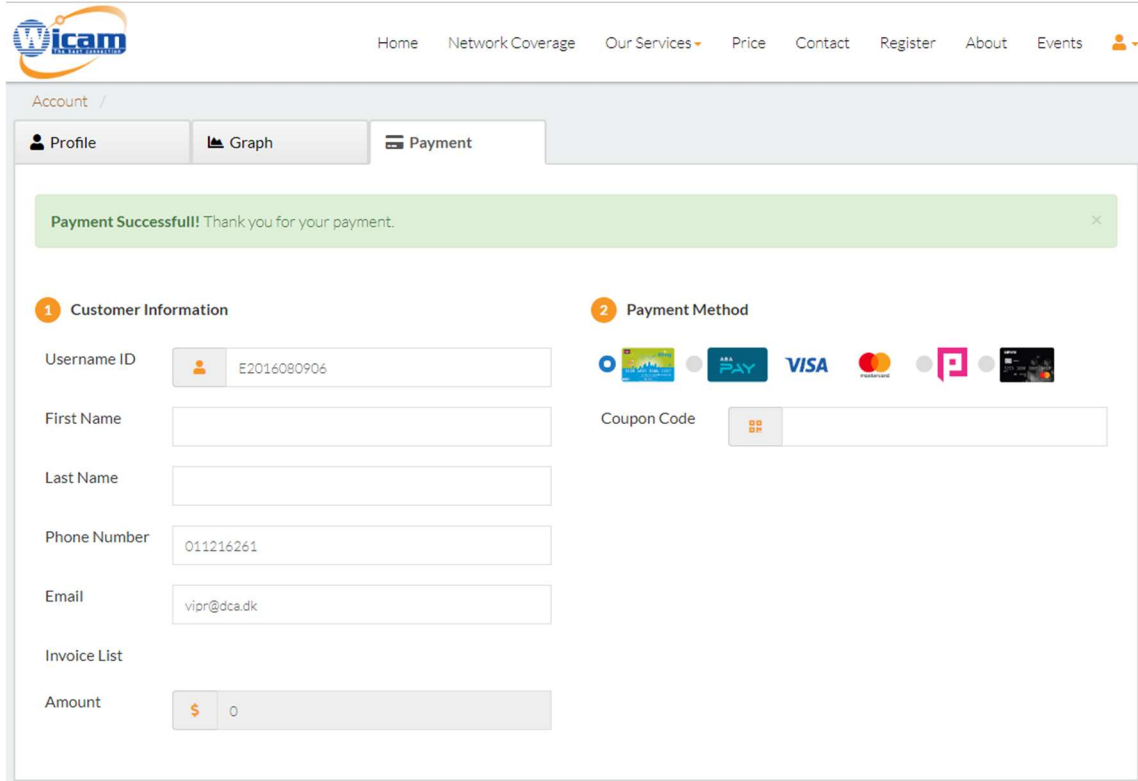 Wicam
The best connection
Home Network Coverage Our Services Price Contact Register About Events
Account /
Profile Graph Payment
Payment Successfull! Thank you for your payment. ×
1 Customer Information
Username ID E2016080906
First Name
Last Name
Phone Number 011216261
Email vipr@dca.dk
Invoice List
Amount $ 0
2 Payment Method
ABA PAY VISA mastercard
Coupon Code